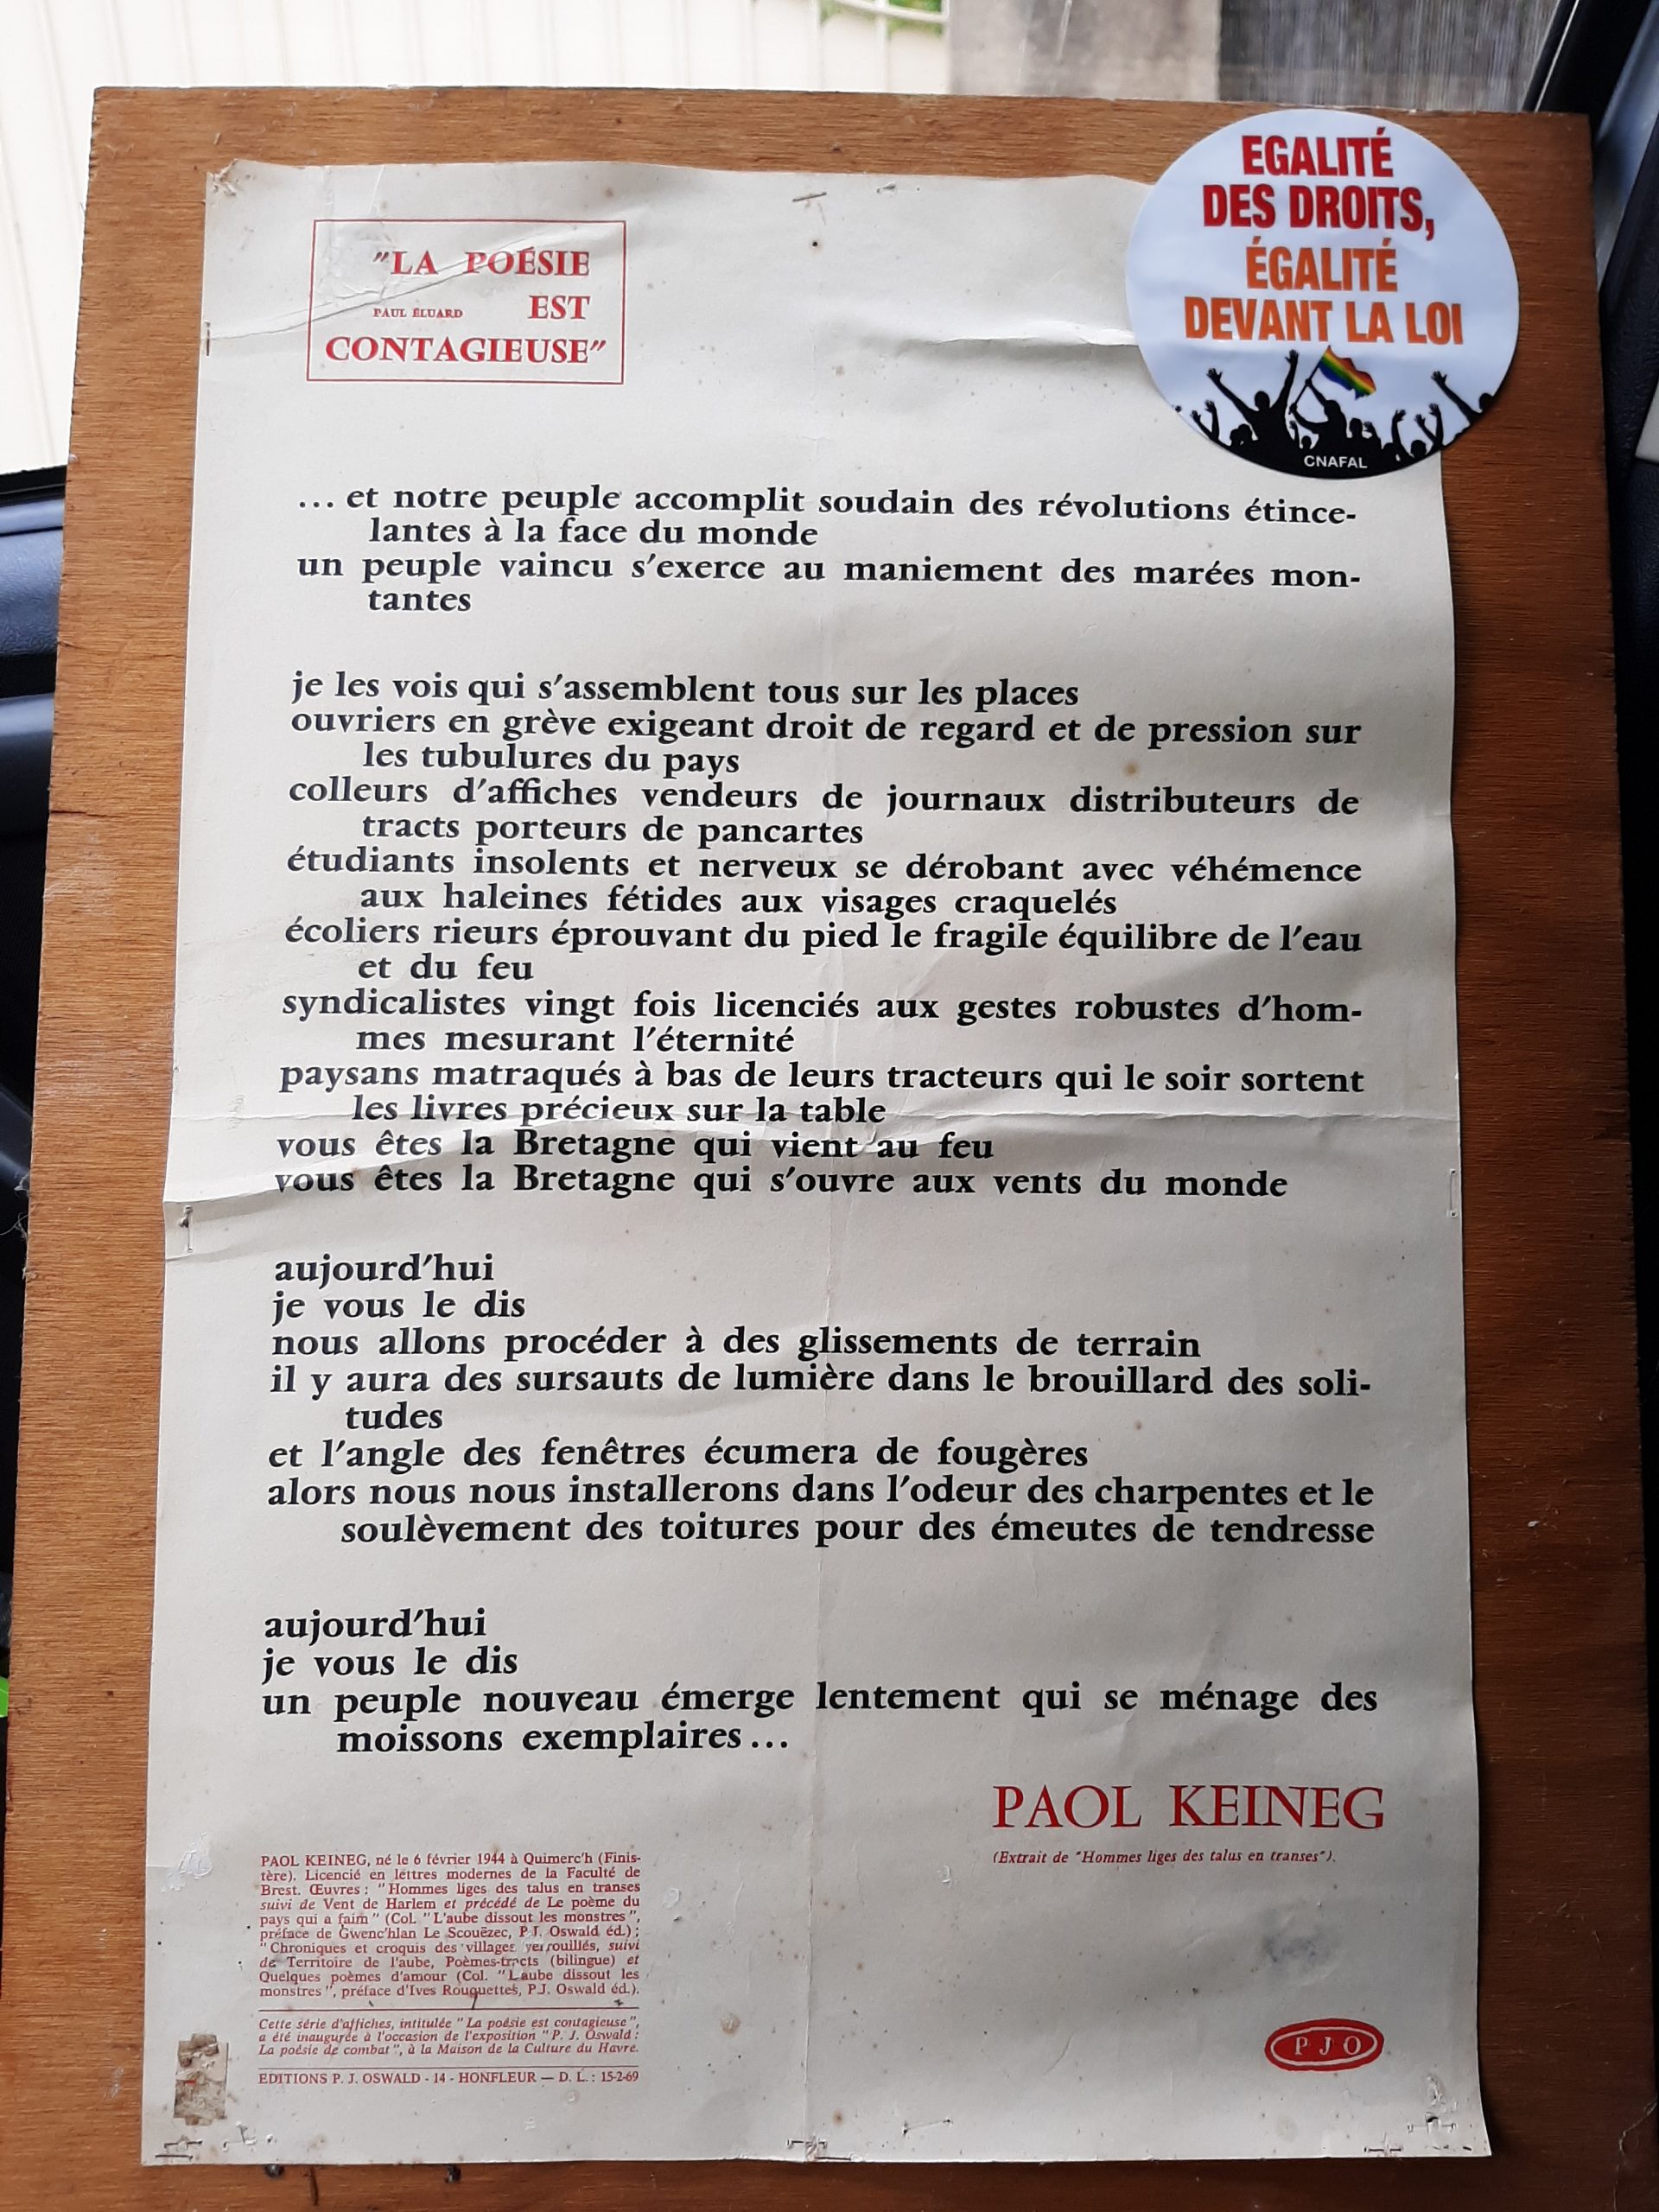 "LA POÉSIE
PAUL ÉLUARD EST
CONTAGIEUSE"
EGALITÉ
DES DROITS,
ÉGALITÉ
DEVANT LA LOI
CNAFAL
... et notre peuple accomplit soudain des révolutions étince-
lantes à la face du monde
un peuple vaincu s'exerce au maniement des marées mon-
tantes
je les vois qui s'assemblent tous sur les places
ouvriers en grève exigeant droit de regard et de pression sur
les tubulures du pays
colleurs d'affiches vendeurs de journaux distributeurs de
tracts porteurs de pancartes
étudiants insolents et nerveux se dérobant avec véhémence
aux haleines fétides aux visages craquelés
écoliers rieurs éprouvant du pied le fragile équilibre de l'eau
et du feu
syndicalistes vingt fois licenciés aux gestes robustes d'hom-
mes mesurant l'éternité
paysans matraqués à bas de leurs tracteurs qui le soir sortent
les livres précieux sur la table
vous êtes la Bretagne qui vient au feu
vous êtes la Bretagne qui s'ouvre aux vents du monde
aujourd'hui
je vous le dis
nous allons procéder à des glissements de terrain
il y aura des sursauts de lumière dans le brouillard des soli-
tudes
et l'angle des fenêtres écumera de fougères
alors nous nous installerons dans l'odeur des charpentes et le
soulèvement des toitures pour des émeutes de tendresse
aujourd'hui
je vous le dis
un peuple nouveau émerge lentement qui se ménage des
moissons exemplaires...
PAOL KEINEG
(Extrait de "Hommes liges des talus en transes").
PAOL KEINEG, né le 6 février 1944 à Quimerc'h (Finis-
tère). Licencié en lettres modernes de la Faculté de
Brest. Œuvres : "Hommes liges des talus en transes
suivi de Vent de Harlem et précédé de Le poème du
pays qui a faim" (Col. "L'aube dissout les monstres",
préface de Gwenc'hlan Le Scouëzec, P.J. Oswald éd.) ;
"Chroniques et croquis des villages verrouillés, suivi
de Territoire de l'aube, Poèmes-tracts (bilingue) et
Quelques poèmes d'amour (Col. "L'aube dissout les
monstres", préface d'Ives Rouquettes, P.J. Oswald éd.).
Cette série d'affiches, intitulée "La poésie est contagieuse",
a été inaugurée à l'occasion de l'exposition "P. J. Oswald :
La poésie de combat", à la Maison de la Culture du Havre.
EDITIONS P. J. OSWALD - 14 - HONFLEUR — D. L. : 15-2-69
P J O